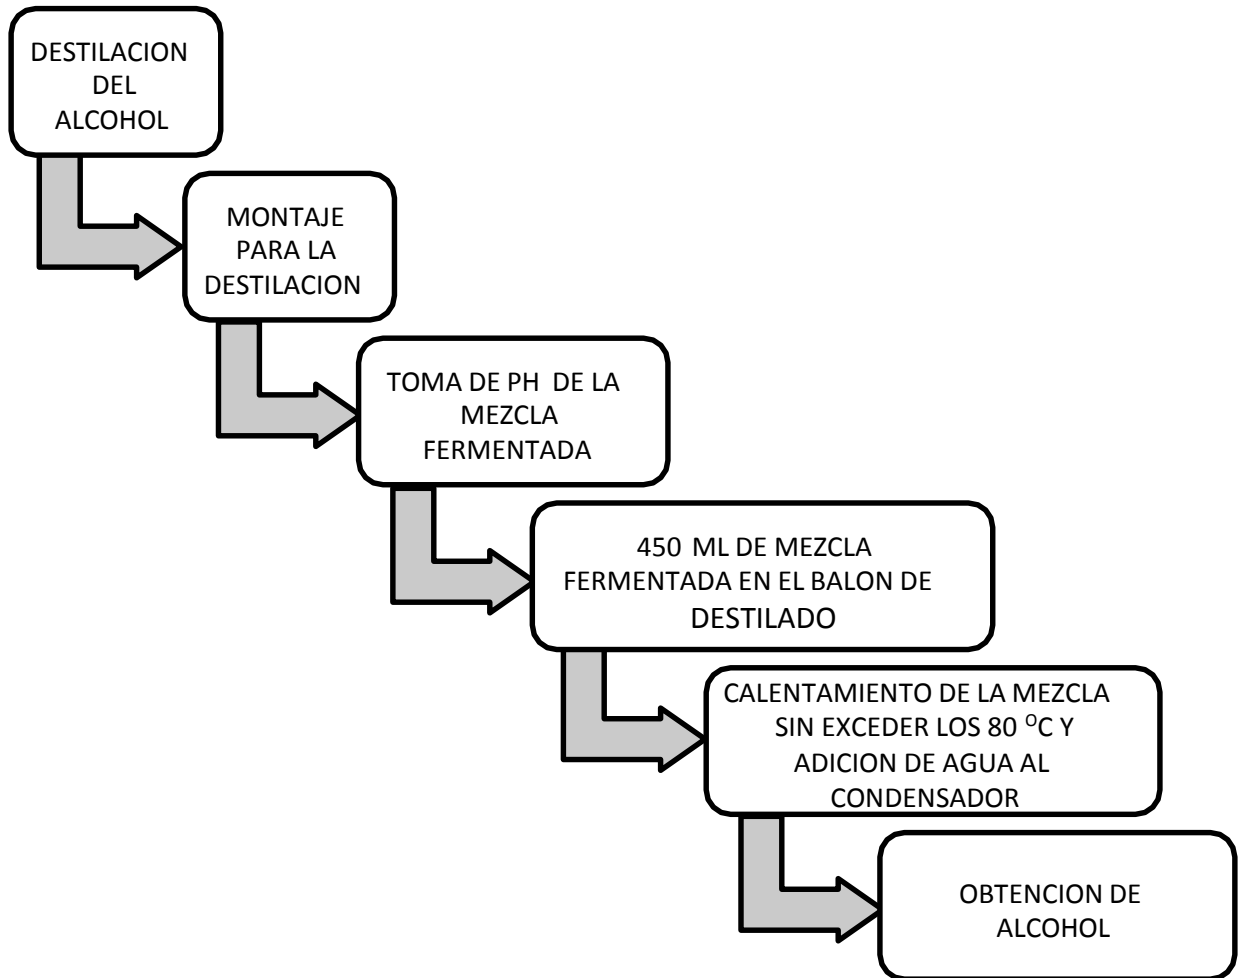 DESTILACION
DEL
ALCOHOL
MONTAJE
PARA LA
DESTILACION
TOMA DE PH DE LA
MEZCLA
FERMENTADA
450 ML DE MEZCLA
FERMENTADA EN EL BALON DE
DESTILADO
CALENTAMIENTO DE LA MEZCLA
SIN EXCEDER LOS 80 ᴼC Y
ADICION DE AGUA AL
CONDENSADOR
OBTENCION DE
ALCOHOL